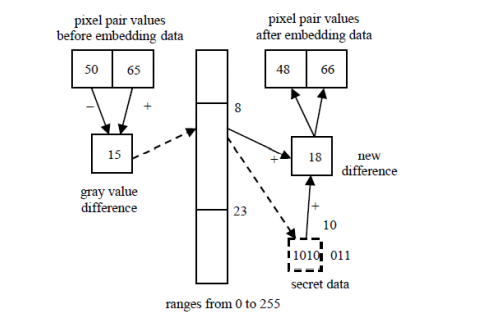 pixel pair values
before embedding data
pixel pair values
after embedding data
50 65
48 66
− +
8
15
+
18
new
difference
gray value
difference
+
23
10
1010 011
secret data
ranges from 0 to 255